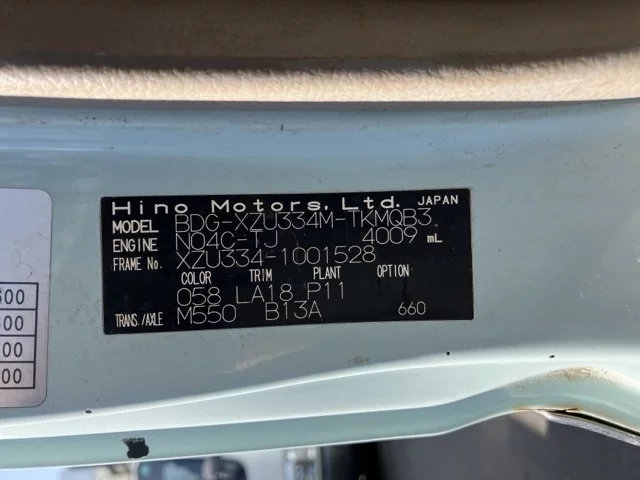 Hino Motors, Ltd. JAPAN
MODEL BDG-XZU334M-TKMQB3
ENGINE N04C-TJ 4009 mL
FRAME No. XZU334-1001528
COLOR TRIM PLANT OPTION
058 LA18 P11
TRANS./AXLE M550 B13A 660
00
00
00